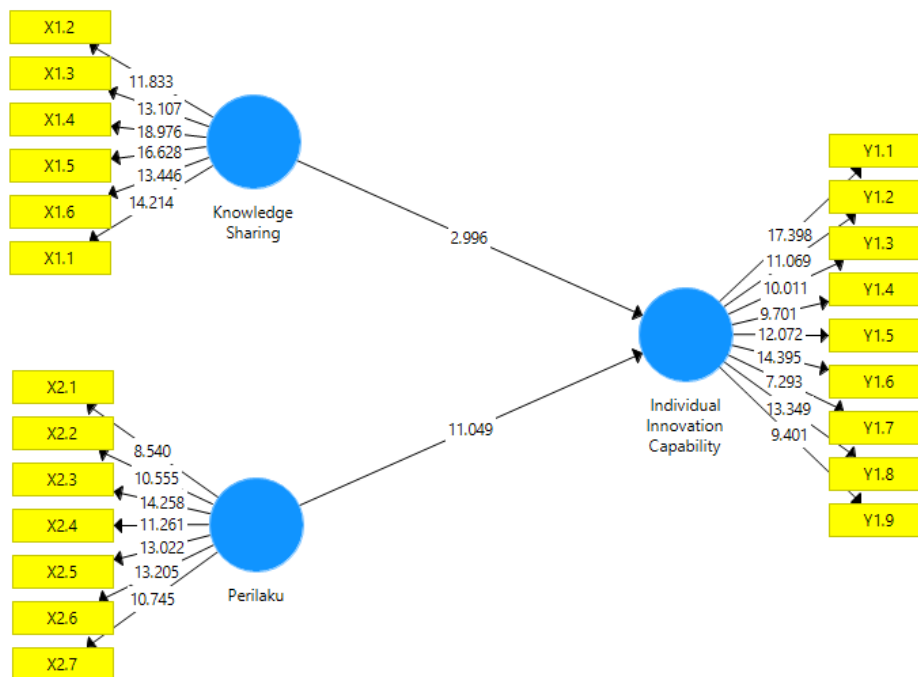 X1.2
X1.3
X1.4
X1.5
X1.6
X1.1
11.833
13.107
18.976
16.628
13.446
14.214
Knowledge
Sharing
2.996
X2.1
X2.2
X2.3
X2.4
X2.5
X2.6
X2.7
8.540
10.555
14.258
11.261
13.022
13.205
10.745
Perilaku
11.049
Individual
Innovation
Capability
17.398
11.069
10.011
9.701
12.072
14.395
7.293
13.349
9.401
Y1.1
Y1.2
Y1.3
Y1.4
Y1.5
Y1.6
Y1.7
Y1.8
Y1.9